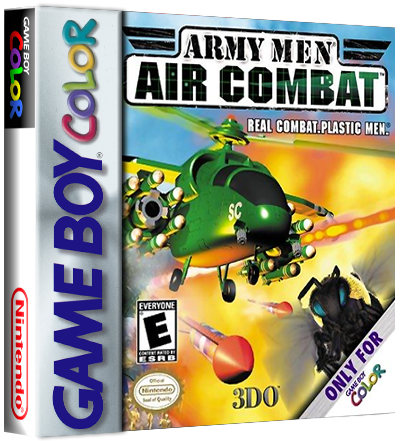 GAME BOY
COLOR
Nintendo
GAME BOY COLOR
ARMY MEN
AIR COMBAT™
REAL COMBAT. PLASTIC MEN.
SC
EVERYONE
E
CONTENT RATED BY
ESRB
Official
Nintendo
Seal of Quality
3DO
ONLY FOR
GAME BOY
COLOR